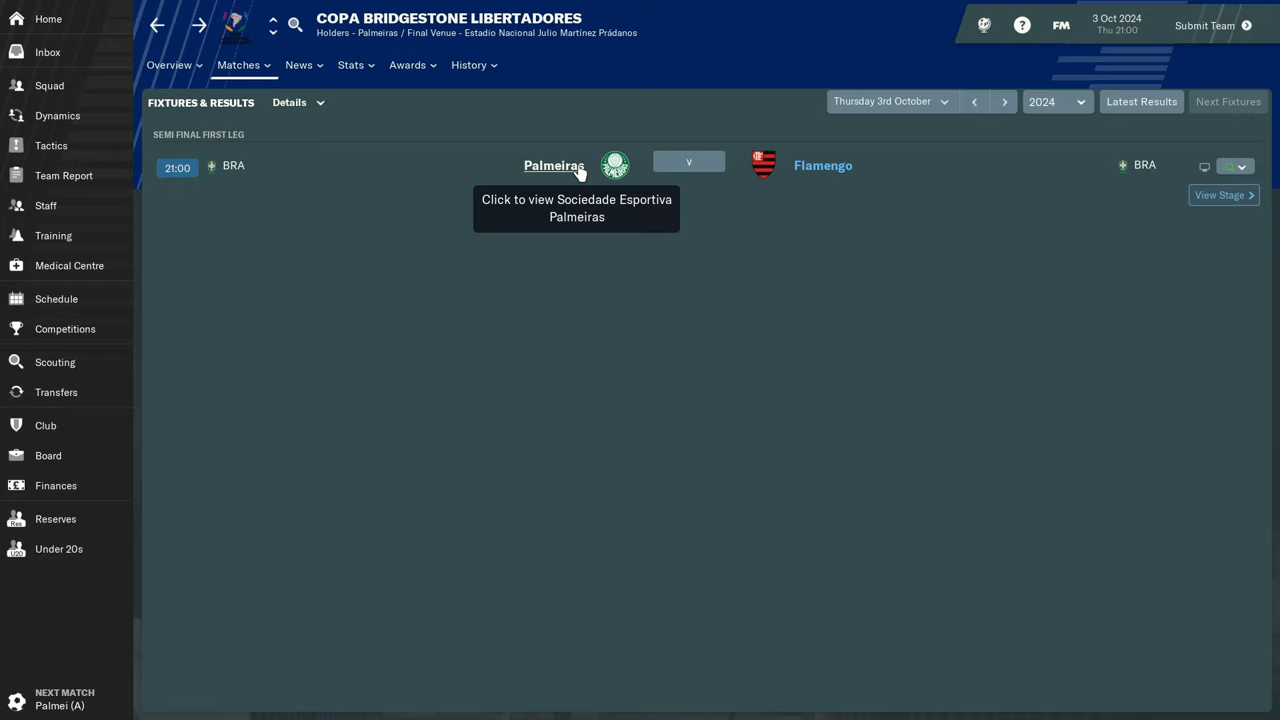 Home
Inbox
Squad
Dynamics
Tactics
Team Report
Staff
Training
Medical Centre
Schedule
Competitions
Scouting
Transfers
Club
Board
Finances
Reserves
Under 20s
NEXT MATCH
Palmei (A)
COPA BRIDGESTONE LIBERTADORES
Holders - Palmeiras / Final Venue - Estadio Nacional Julio Martínez Prádanos
FM
3 Oct 2024
Thu 21:00
Submit Team
Overview
Matches
News
Stats
Awards
History
FIXTURES & RESULTS
Details
Thursday 3rd October
2024
Latest Results
Next Fixtures
SEMI FINAL FIRST LEG
21:00 BRA Palmeiras v Flamengo BRA
View Stage
Click to view Sociedade Esportiva
Palmeiras